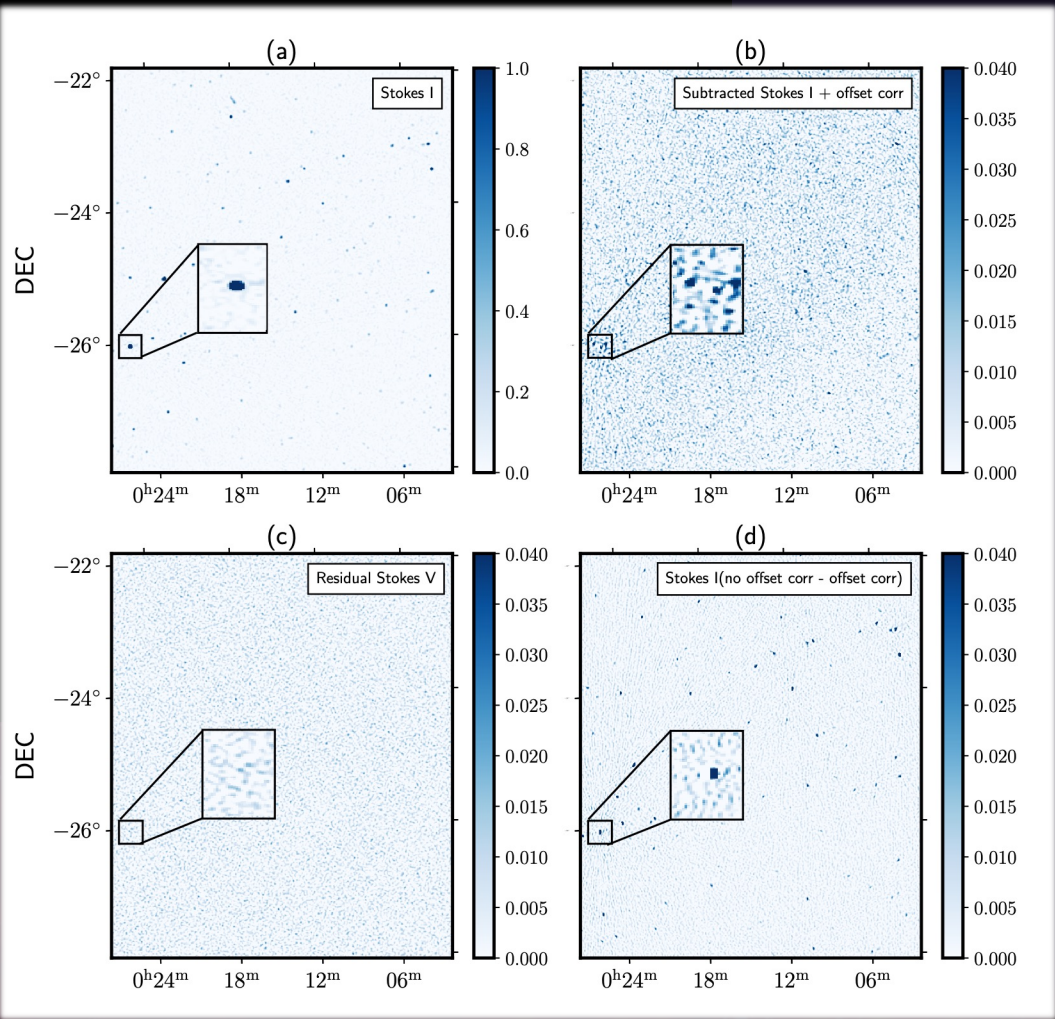 (a)
(b)
Stokes I
Subtracted Stokes I + offset corr
−22°
−24°
−26°
DEC
1.0
0.8
0.6
0.4
0.2
0.0
0.040
0.035
0.030
0.025
0.020
0.015
0.010
0.005
0.000
0ʰ24ᵐ 18ᵐ 12ᵐ 06ᵐ
0ʰ24ᵐ 18ᵐ 12ᵐ 06ᵐ
(c)
(d)
Residual Stokes V
Stokes I(no offset corr - offset corr)
−22°
−24°
−26°
DEC
0.040
0.035
0.030
0.025
0.020
0.015
0.010
0.005
0.000
0.040
0.035
0.030
0.025
0.020
0.015
0.010
0.005
0.000
0ʰ24ᵐ 18ᵐ 12ᵐ 06ᵐ
0ʰ24ᵐ 18ᵐ 12ᵐ 06ᵐ